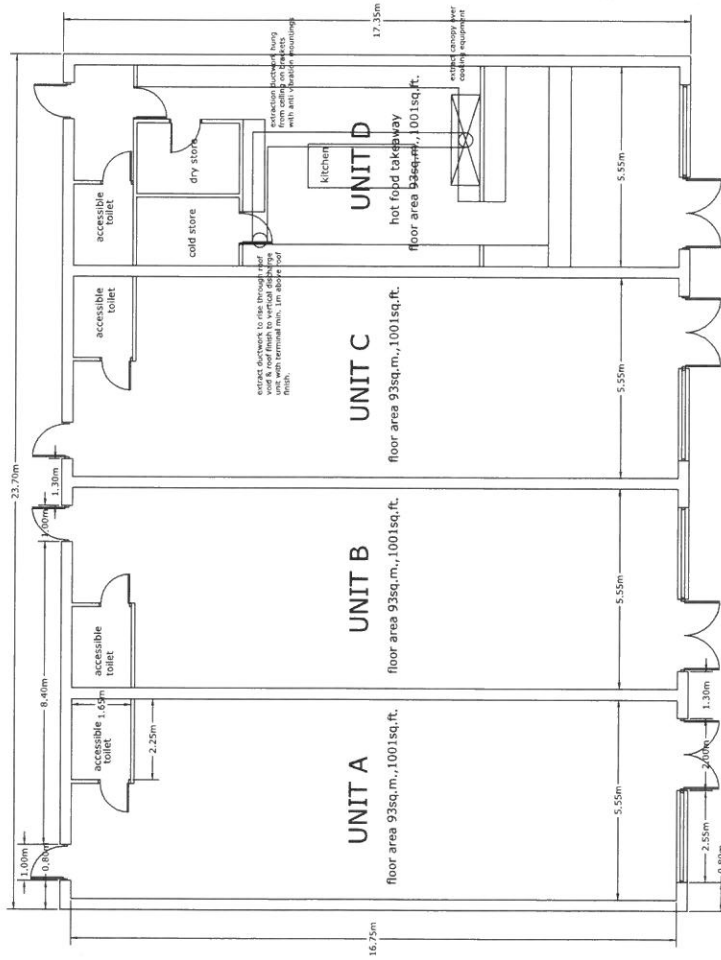 23.70m
17.35m
1.00m
0.80m
8.40m
1.00m
1.30m
accessible
toilet
1.65m
2.25m
accessible
toilet
accessible
toilet
accessible
toilet
cold store
dry store
extraction ductwork hung
from ceiling on brackets
with anti vibration mountings
extract ductwork to rise through roof
void & roof finish to vertical discharge
unit with terminal min. 1m above roof
finish.
kitchen
extract canopy over
cooking equipment
UNIT A
floor area 93sq.m.,1001sq.ft.
UNIT B
floor area 93sq.m.,1001sq.ft.
UNIT C
floor area 93sq.m.,1001sq.ft.
UNIT D
hot food takeaway
floor area 93sq.m.,1001sq.ft.
5.55m
5.55m
5.55m
5.55m
16.75m
0.80m
2.55m
2.00m
1.30m